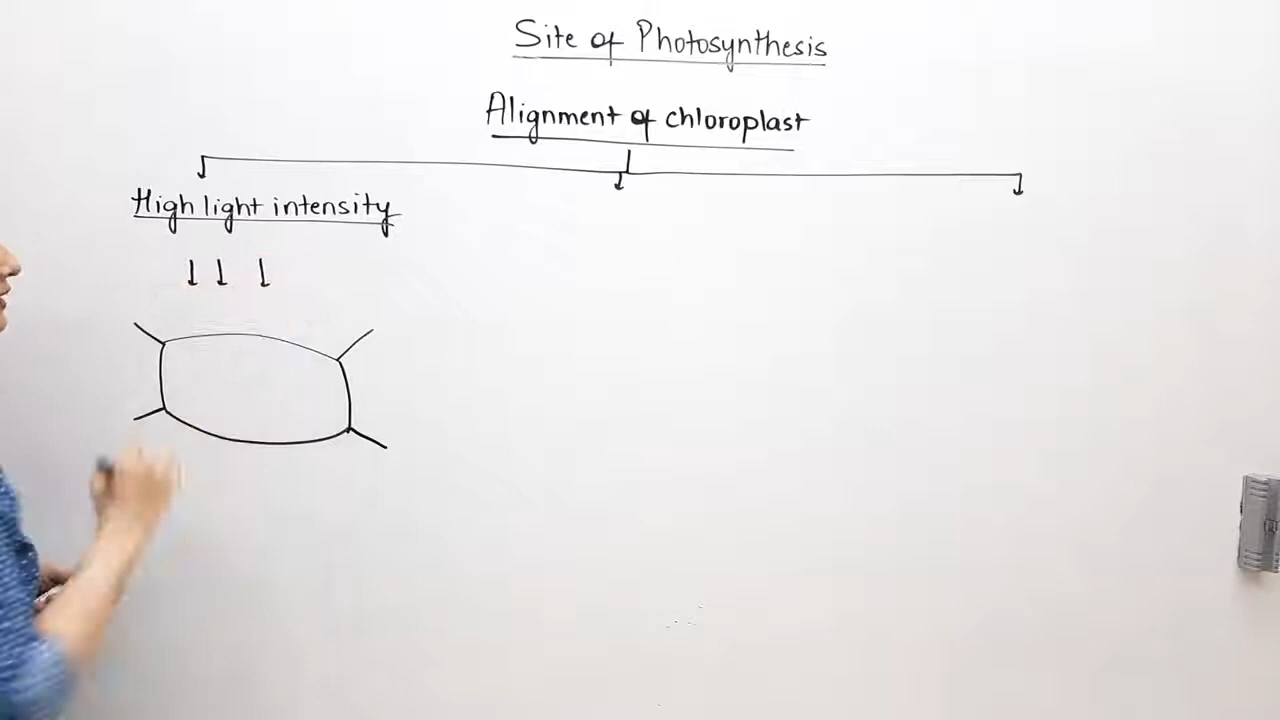 Site of Photosynthesis
Alignment of chloroplast
High light intensity